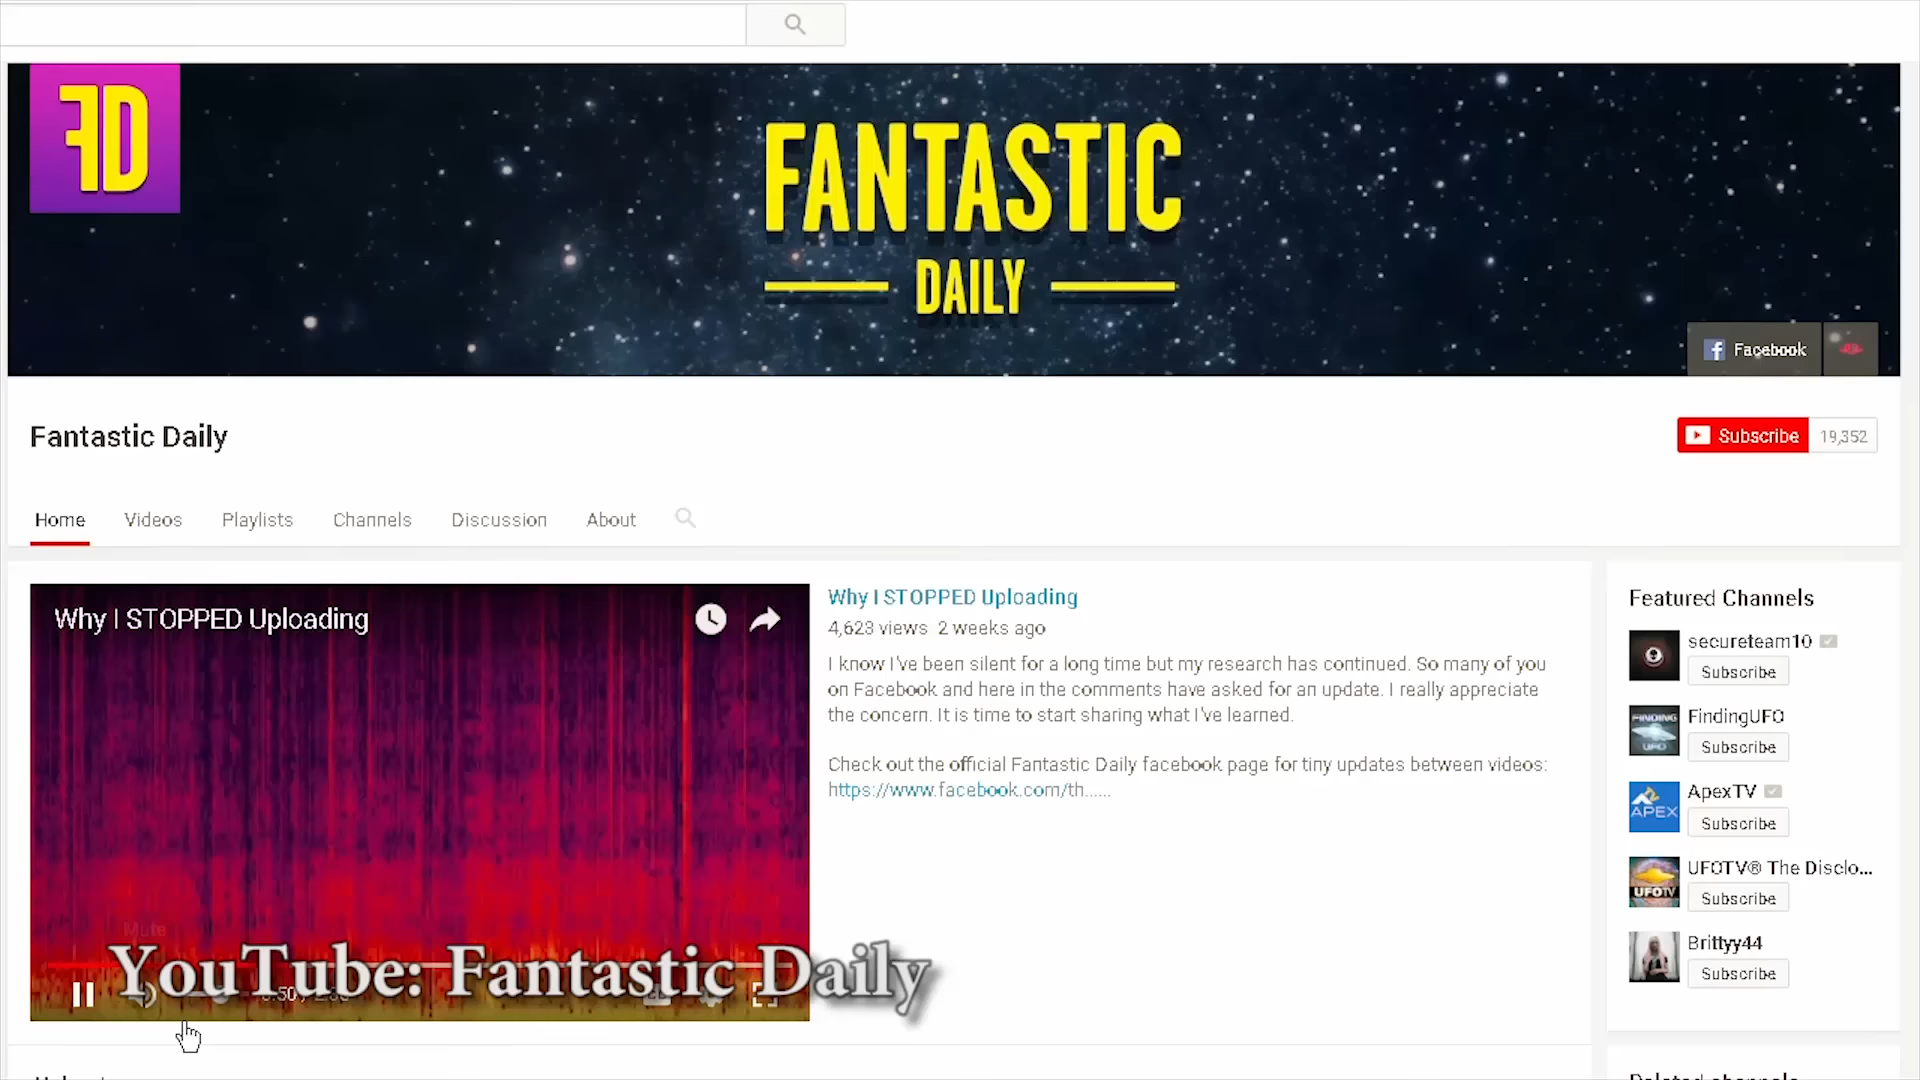 FD
FANTASTIC
DAILY
Facebook
Fantastic Daily
Subscribe 19,352
Home Videos Playlists Channels Discussion About
Why I STOPPED Uploading
Why I STOPPED Uploading
4,623 views 2 weeks ago
I know I've been silent for a long time but my research has continued. So many of you
on Facebook and here in the comments have asked for an update. I really appreciate
the concern. It is time to start sharing what I've learned.
Check out the official Fantastic Daily facebook page for tiny updates between videos:
https://www.facebook.com/th......
Mute
YouTube: Fantastic Daily
Featured Channels
secureteam10
Subscribe
FINDING
UFO
FindingUFO
Subscribe
APEX
ApexTV
Subscribe
UFOTV
UFOTV® The Disclo...
Subscribe
Brittyy44
Subscribe